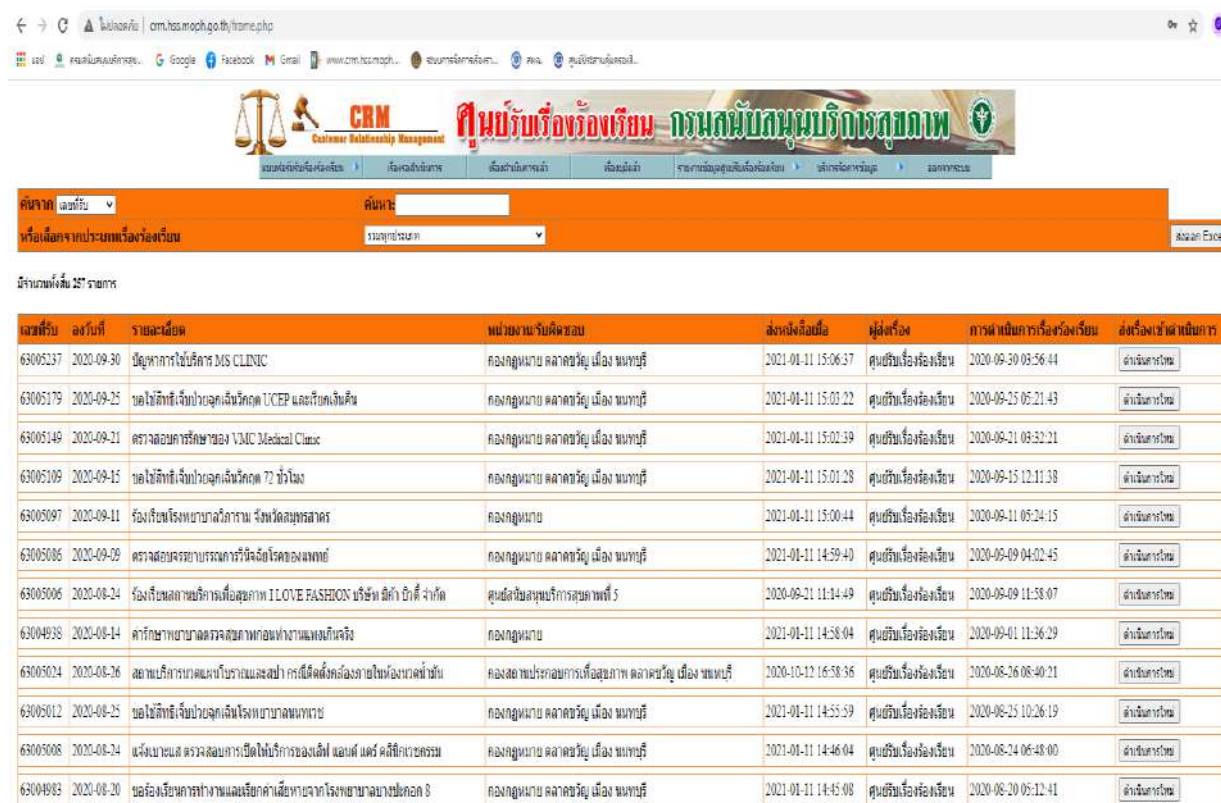 ไม่ปลอดภัย | crm.hss.moph.go.th/frame.php
แอป Google Facebook Gmail www.crm.hss.moph...
CRM ศูนย์รับเรื่องร้องเรียน กรมสนับสนุนบริการสุขภาพ
Customer Relationship Management
แบบฟอร์มรับเรื่องร้องเรียน เรื่องรอดำเนินการ เรื่องดำเนินการแล้ว ออกจากระบบ
ค้นจาก เลขที่รับ ค้นหา:
หรือเลือกจากประเภทเรื่องร้องเรียน รวมทุกประเภท ส่งออก Exce
มีจำนวนทั้งสิ้น 257 รายการ
เลขที่รับ ลงวันที่ รายละเอียด หน่วยงานรับผิดชอบ ส่งหนังสือเมื่อ ผู้ส่งเรื่อง การดำเนินการเรื่องร้องเรียน ส่งเรื่องเข้าดำเนินการ
63005237 2020-09-30 ปัญหาการใช้บริการ MS CLINIC กองกฎหมาย ตลาดขวัญ เมือง นนทบุรี 2021-01-11 15:06:37 ศูนย์รับเรื่องร้องเรียน 2020-09-30 03:56:44 ดำเนินการใหม่
63005179 2020-09-25 ขอใช้สิทธิเจ็บป่วยฉุกเฉินวิกฤต UCEP และเรียกเงินคืน กองกฎหมาย ตลาดขวัญ เมือง นนทบุรี 2021-01-11 15:03:22 ศูนย์รับเรื่องร้องเรียน 2020-09-25 05:21:43 ดำเนินการใหม่
63005149 2020-09-21 ตรวจสอบการรักษาของ VMC Medical Clinic กองกฎหมาย ตลาดขวัญ เมือง นนทบุรี 2021-01-11 15:02:39 ศูนย์รับเรื่องร้องเรียน 2020-09-21 03:32:21 ดำเนินการใหม่
63005109 2020-09-15 ขอใช้สิทธิเจ็บป่วยฉุกเฉินวิกฤต 72 ชั่วโมง กองกฎหมาย ตลาดขวัญ เมือง นนทบุรี 2021-01-11 15:01:28 ศูนย์รับเรื่องร้องเรียน 2020-09-15 12:11:38 ดำเนินการใหม่
63005097 2020-09-11 ร้องเรียนโรงพยาบาลวิภาราม จังหวัดสมุทรสาคร กองกฎหมาย 2021-01-11 15:00:44 ศูนย์รับเรื่องร้องเรียน 2020-09-11 05:24:15 ดำเนินการใหม่
63005086 2020-09-09 ตรวจสอบจรรยาบรรณการวินิจฉัยโรคของแพทย์ กองกฎหมาย ตลาดขวัญ เมือง นนทบุรี 2021-01-11 14:59:40 ศูนย์รับเรื่องร้องเรียน 2020-09-09 04:02:45 ดำเนินการใหม่
63005006 2020-08-24 ร้องเรียนสถานบริการเพื่อสุขภาพ I LOVE FASHION บริษัท มีค่า บิวตี้ จำกัด ศูนย์สนับสนุนบริการสุขภาพที่ 5 2020-09-21 11:14:49 ศูนย์รับเรื่องร้องเรียน 2020-09-09 11:58:07 ดำเนินการใหม่
63004938 2020-08-14 ค่ารักษาพยาบาลตรวจสุขภาพก่อนทำงานแพงเกินจริง กองกฎหมาย 2021-01-11 14:58:04 ศูนย์รับเรื่องร้องเรียน 2020-09-01 11:36:29 ดำเนินการใหม่
63005024 2020-08-26 สถานบริการนวดแผนโบราณและสปา กรณีติดตั้งกล้องภายในห้องนวดน้ำมัน กองสถานประกอบการเพื่อสุขภาพ ตลาดขวัญ เมือง นนทบุรี 2020-10-12 16:58:36 ศูนย์รับเรื่องร้องเรียน 2020-08-26 08:40:21 ดำเนินการใหม่
63005012 2020-08-25 ขอใช้สิทธิเจ็บป่วยฉุกเฉินโรงพยาบาลนนทเวช กองกฎหมาย ตลาดขวัญ เมือง นนทบุรี 2021-01-11 14:55:59 ศูนย์รับเรื่องร้องเรียน 2020-08-25 10:26:19 ดำเนินการใหม่
63005008 2020-08-24 แจ้งเบาะแส ตรวจสอบการเปิดให้บริการของเลิฟ แอนด์ แคร์ คลินิกเวชกรรม กองกฎหมาย ตลาดขวัญ เมือง นนทบุรี 2021-01-11 14:46:04 ศูนย์รับเรื่องร้องเรียน 2020-08-24 06:48:00 ดำเนินการใหม่
63004983 2020-08-20 ขอร้องเรียนการทำงานและเรียกค่าเสียหายจากโรงพยาบาลบางปะกอก 8 กองกฎหมาย ตลาดขวัญ เมือง นนทบุรี 2021-01-11 14:45:08 ศูนย์รับเรื่องร้องเรียน 2020-08-20 05:12:41 ดำเนินการใหม่